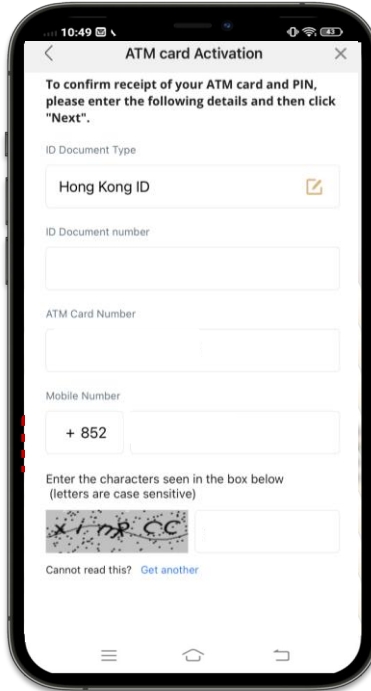 10:49
43
ATM card Activation
To confirm receipt of your ATM card and PIN,
please enter the following details and then click
"Next".
ID Document Type
Hong Kong ID
ID Document number
ATM Card Number
Mobile Number
+ 852
Enter the characters seen in the box below
(letters are case sensitive)
Cannot read this? Get another